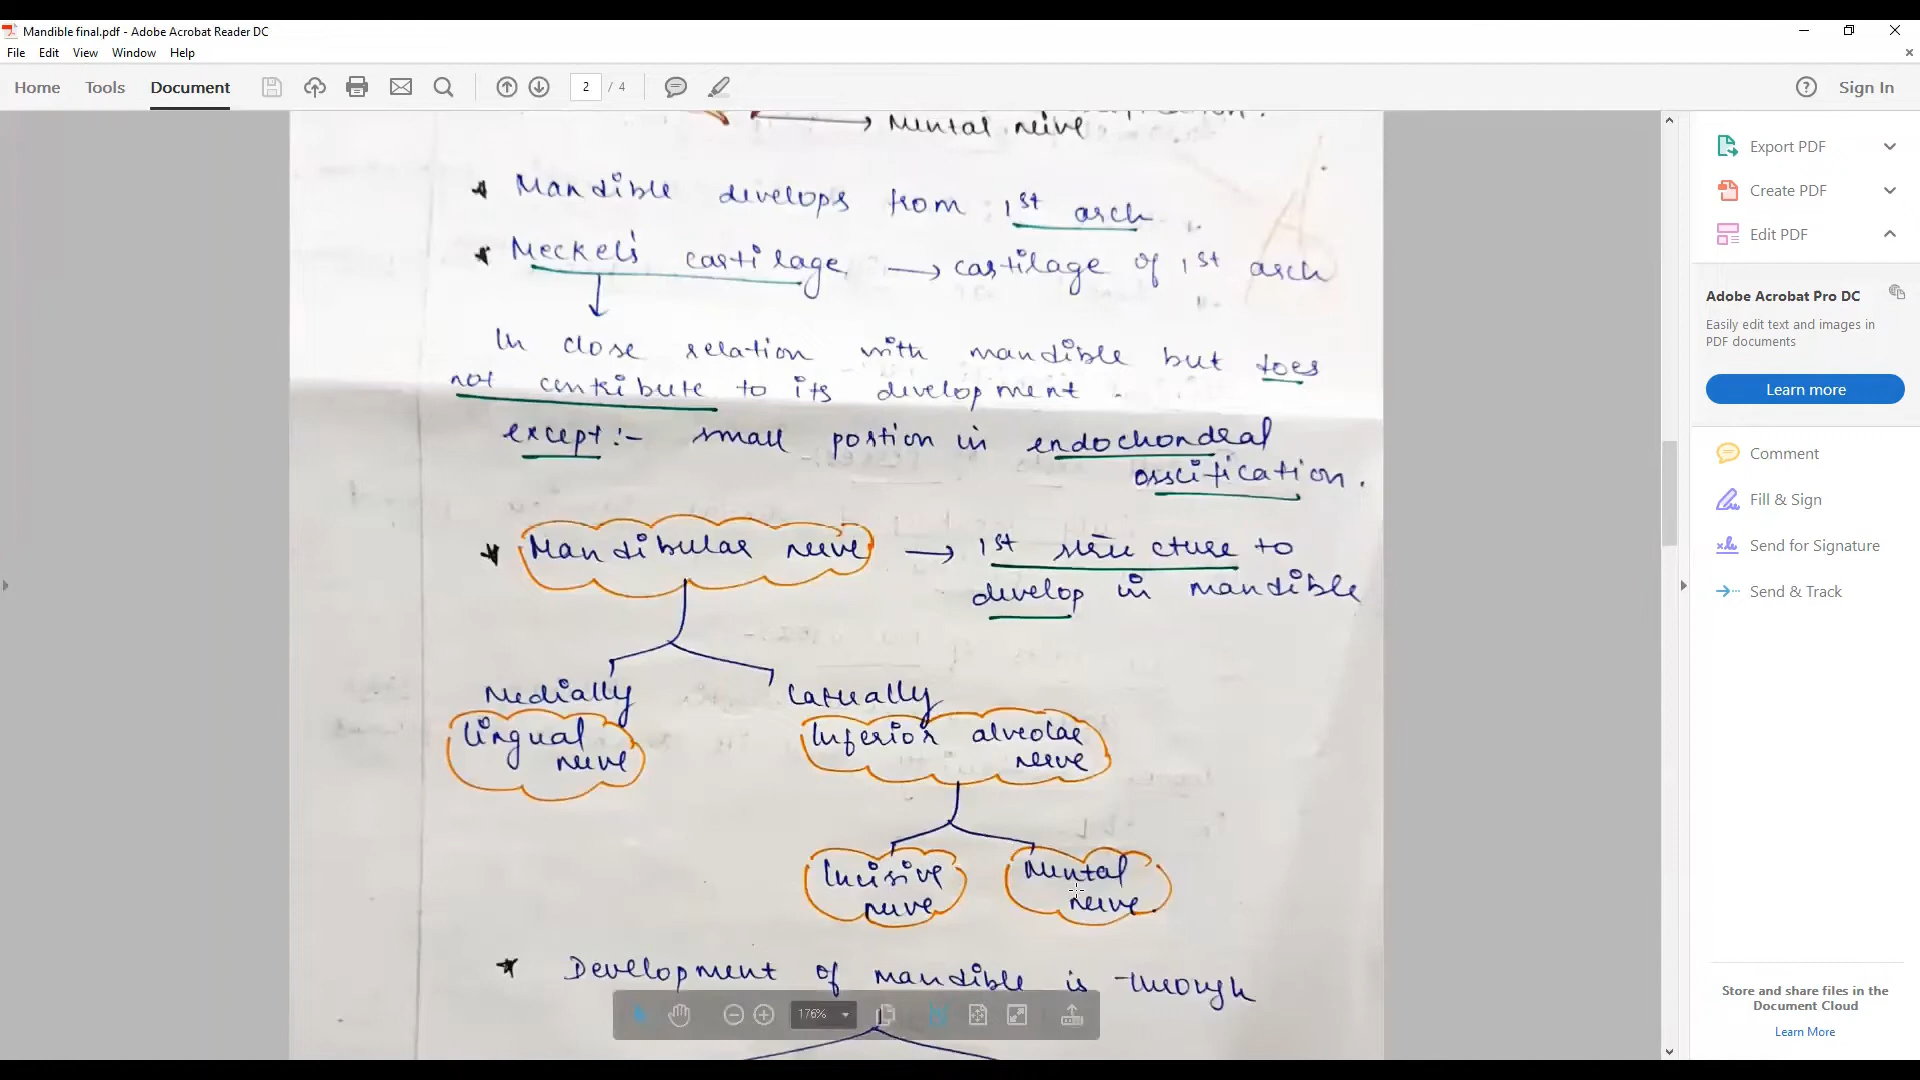 Mandible final.pdf - Adobe Acrobat Reader DC
File Edit View Window Help
Home Tools Document 2 / 4 Sign In
→ Mental nerve
★ Mandible develops from 1st arch.
★ Meckel's cartilage → cartilage of 1st arch
In close relation with mandible but does
not contribute to its development.
except:- small portion in endochondral
osscification.
★ Mandibular nerve → 1st structure to
develop in mandible
Medially Laterally
lingual
nerve
Inferior alveolar
nerve
Incisive
nerve
Mental
nerve.
★ Development of mandible is through
176%
Export PDF
Create PDF
Edit PDF
Adobe Acrobat Pro DC
Easily edit text and images in
PDF documents
Learn more
Comment
Fill & Sign
Send for Signature
Send & Track
Store and share files in the
Document Cloud
Learn More